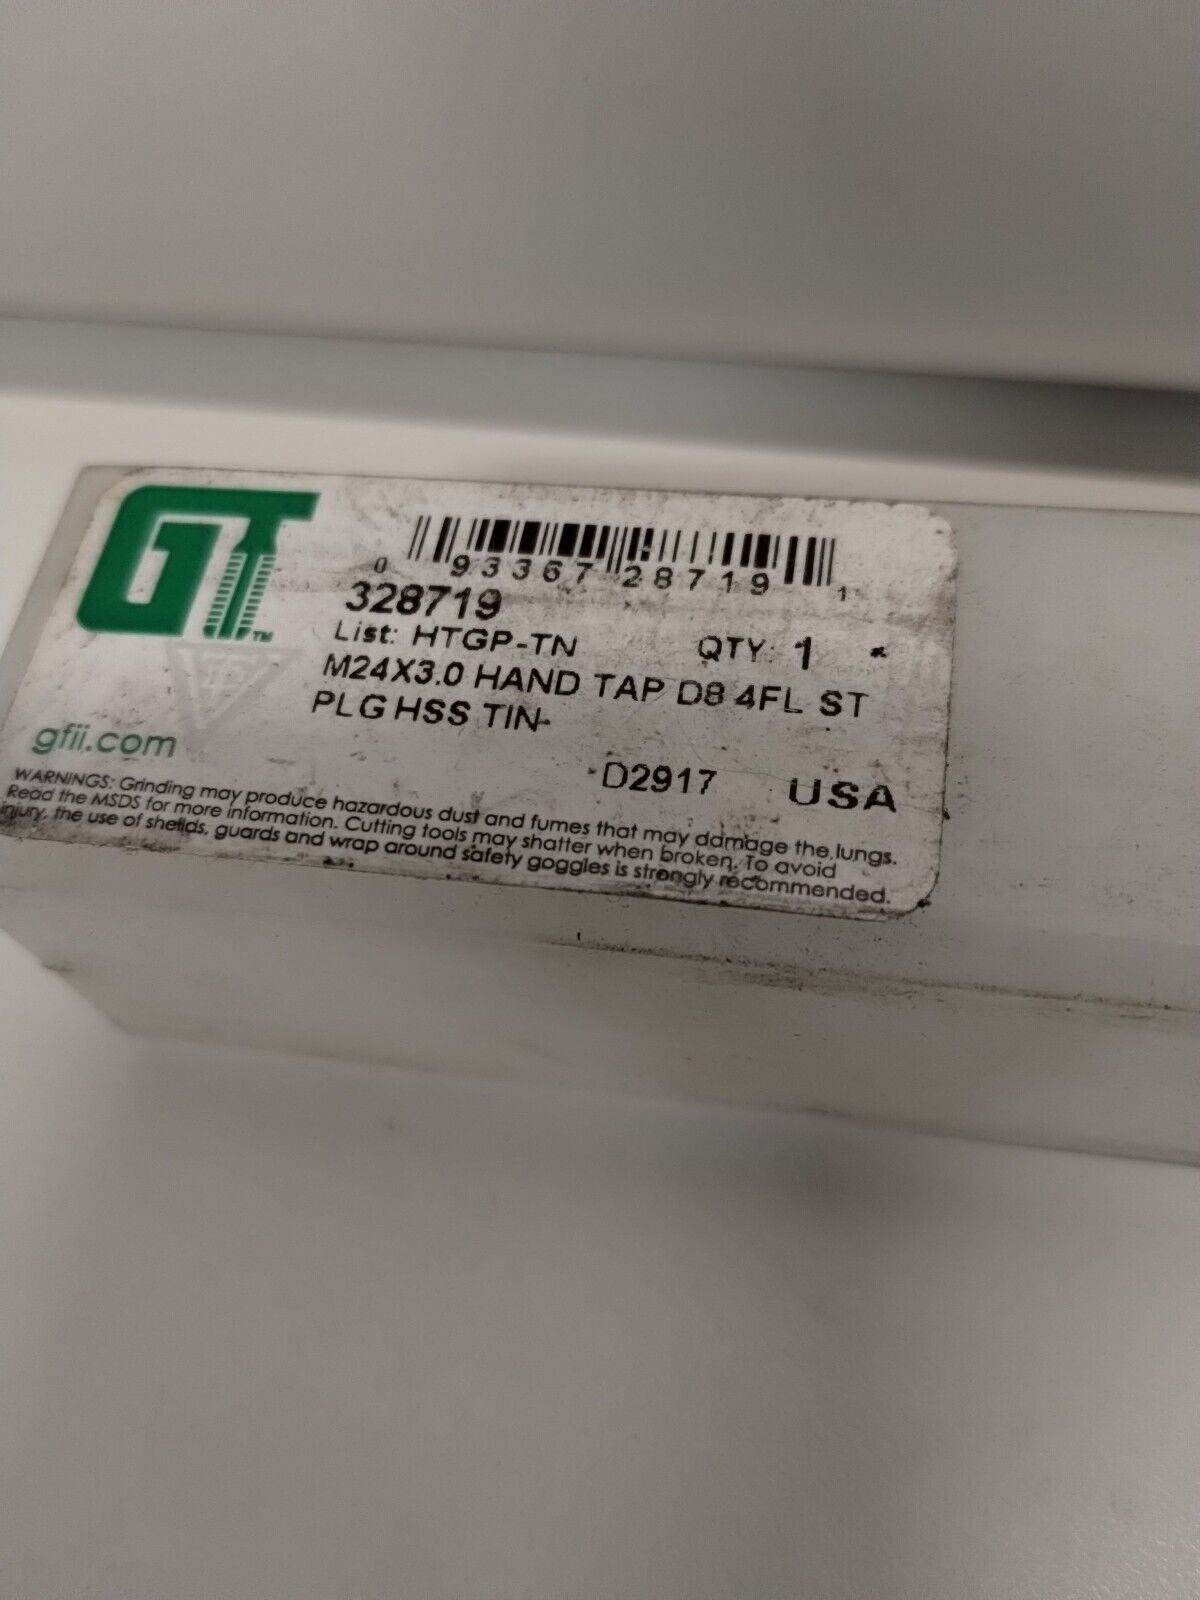 GT™
0 93367 28719 1
328719
List: HTGP-TN QTY: 1
M24X3.0 HAND TAP D8 4FL ST
PLG HSS TIN-
gfii.com
D2917 USA
WARNINGS: Grinding may produce hazardous dust and fumes that may damage the lungs.
Read the MSDS for more information. Cutting tools may shatter when broken. To avoid
injury, the use of shields, guards and wrap around safety goggles is strongly recommended.